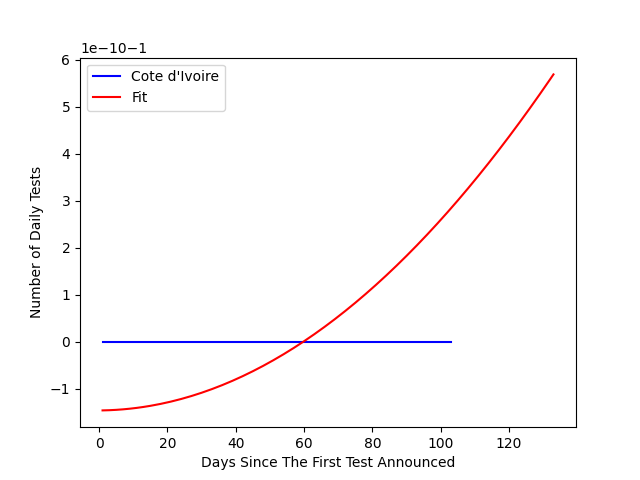 1e−10−1
6
5
4
3
2
1
0
−1
Number of Daily Tests
Cote d'Ivoire
Fit
0 20 40 60 80 100 120
Days Since The First Test Announced